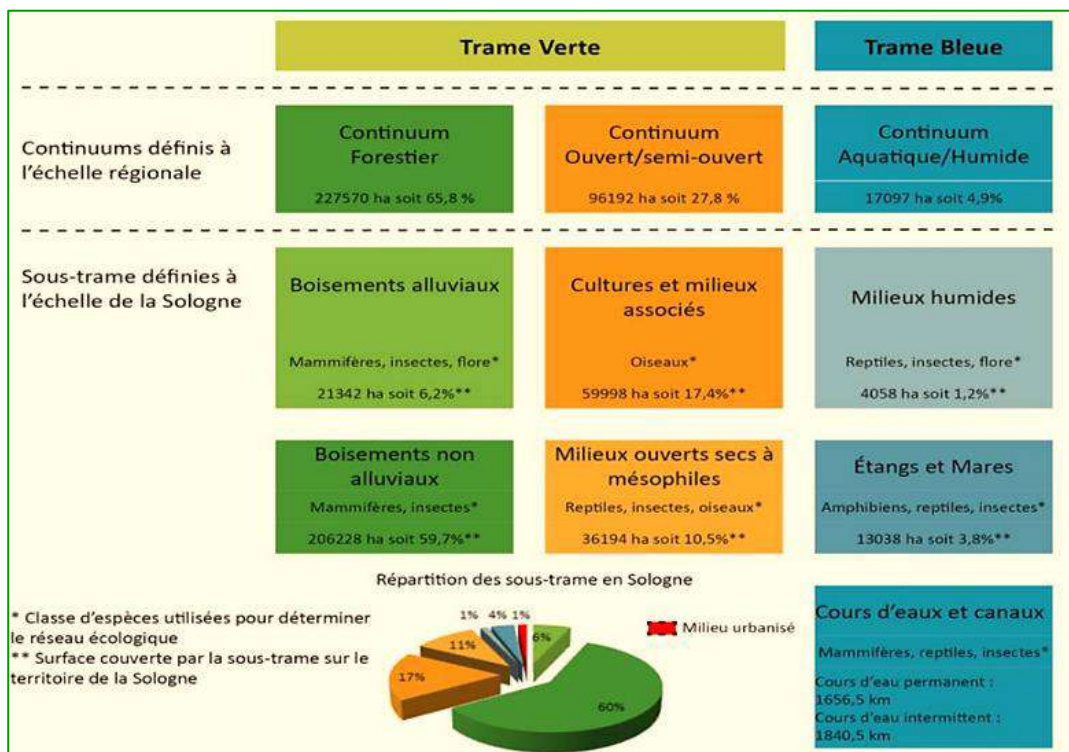 Trame Verte
Trame Bleue
Continuums définis à
l'échelle régionale
Continuum
Forestier
227570 ha soit 65,8 %
Continuum
Ouvert/semi-ouvert
96192 ha soit 27,8 %
Continuum
Aquatique/Humide
17097 ha soit 4,9%
Sous-trame définies à
l'échelle de la Sologne
Boisements alluviaux
Mammifères, insectes, flore*
21342 ha soit 6,2%**
Cultures et milieux
associés
Oiseaux*
59998 ha soit 17,4%**
Milieux humides
Reptiles, insectes, flore*
4058 ha soit 1,2%**
Boisements non
alluviaux
Mammifères, insectes*
206228 ha soit 59,7%**
Milieux ouverts secs à
mésophiles
Reptiles, insectes, oiseaux*
36194 ha soit 10,5%**
Étangs et Mares
Amphibiens, reptiles, insectes*
13038 ha soit 3,8%**
Répartition des sous-trame en Sologne
* Classe d'espèces utilisées pour déterminer
le réseau écologique
** Surface couverte par la sous-trame sur le
territoire de la Sologne
1%
4%
1%
6%
11%
17%
60%
Milieu urbanisé
Cours d'eaux et canaux
Mammifères, reptiles, insectes*
Cours d'eau permanent :
1656,5 km
Cours d'eau intermittent :
1840,5 km